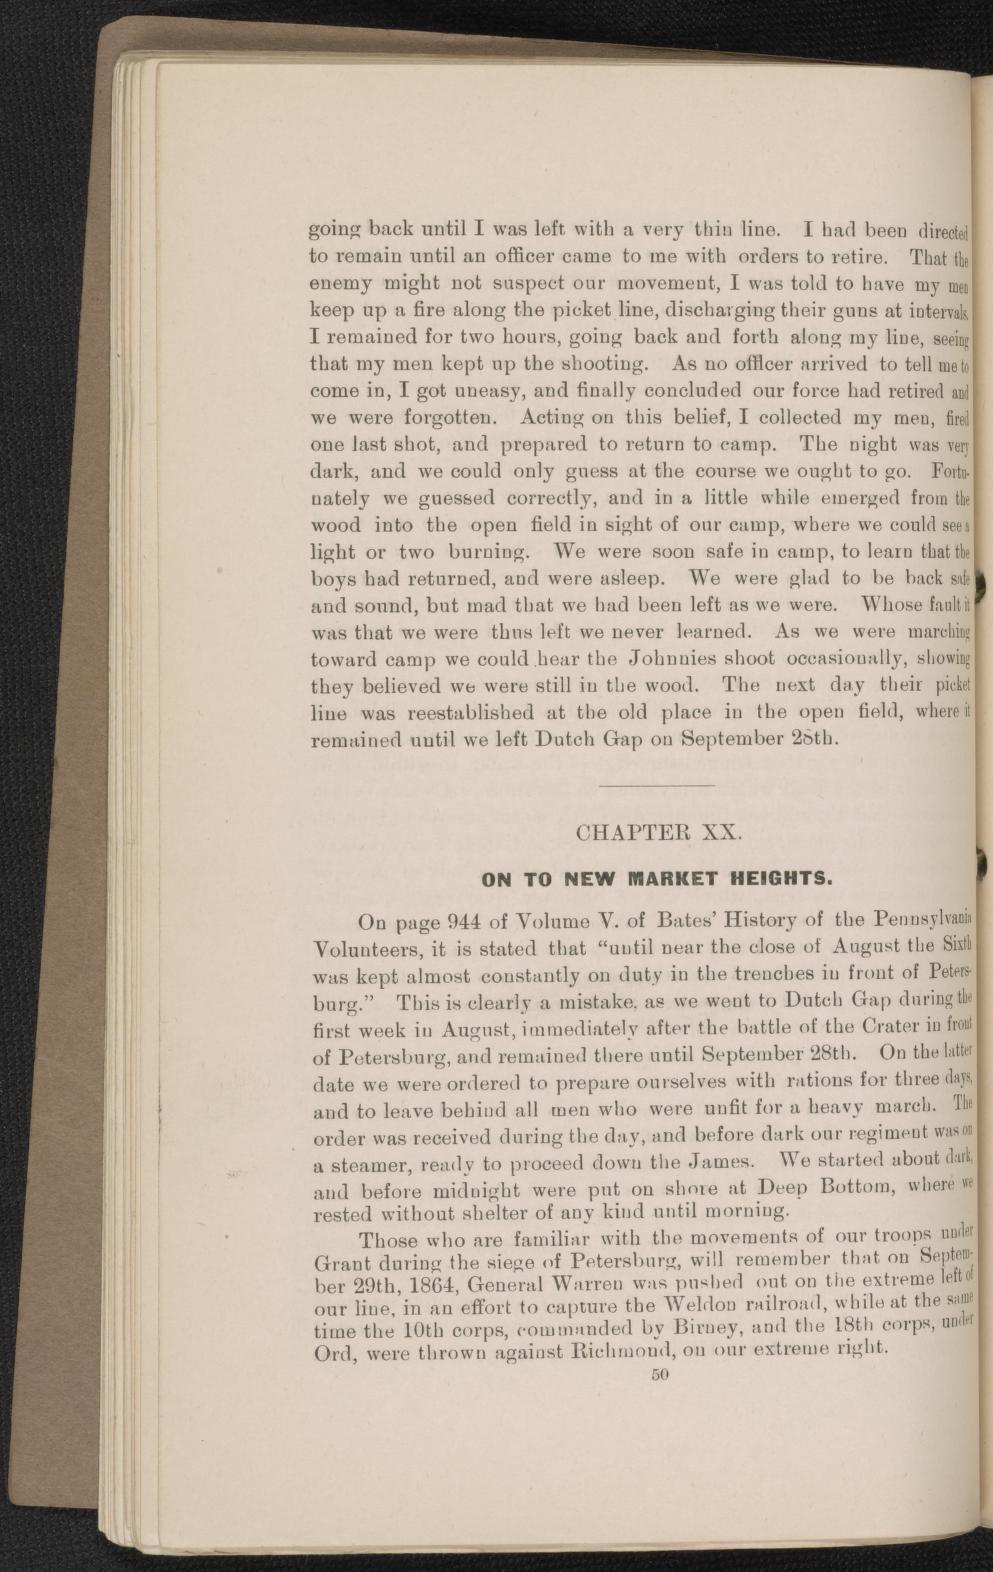 going back until I was left with a very thin line. I had been directed
to remain until an officer came to me with orders to retire. That the
enemy might not suspect our movement, I was told to have my men
keep up a fire along the picket line, discharging their guns at intervals.
I remained for two hours, going back and forth along my line, seeing
that my men kept up the shooting. As no officer arrived to tell me to
come in, I got uneasy, and finally concluded our force had retired and
we were forgotten. Acting on this belief, I collected my men, fired
one last shot, and prepared to return to camp. The night was very
dark, and we could only guess at the course we ought to go. Fortu-
nately we guessed correctly, and in a little while emerged from the
wood into the open field in sight of our camp, where we could see a
light or two burning. We were soon safe in camp, to learn that the
boys had returned, and were asleep. We were glad to be back safe
and sound, but mad that we had been left as we were. Whose fault it
was that we were thus left we never learned. As we were marching
toward camp we could hear the Johnnies shoot occasionally, showing
they believed we were still in the wood. The next day their picket
line was reestablished at the old place in the open field, where it
remained until we left Dutch Gap on September 28th.
CHAPTER XX.
ON TO NEW MARKET HEIGHTS.
On page 944 of Volume V. of Bates' History of the Pennsylvania
Volunteers, it is stated that “until near the close of August the Sixth
was kept almost constantly on duty in the trenches in front of Peters-
burg.” This is clearly a mistake, as we went to Dutch Gap during the
first week in August, immediately after the battle of the Crater in front
of Petersburg, and remained there until September 28th. On the latter
date we were ordered to prepare ourselves with rations for three days,
and to leave behind all men who were unfit for a heavy march. The
order was received during the day, and before dark our regiment was on
a steamer, ready to proceed down the James. We started about dark,
and before midnight were put on shore at Deep Bottom, where we
rested without shelter of any kind until morning.
Those who are familiar with the movements of our troops under
Grant during the siege of Petersburg, will remember that on Septem-
ber 29th, 1864, General Warren was pushed out on the extreme left of
our line, in an effort to capture the Weldon railroad, while at the same
time the 10th corps, commanded by Birney, and the 18th corps, under
Ord, were thrown against Richmond, on our extreme right.
50